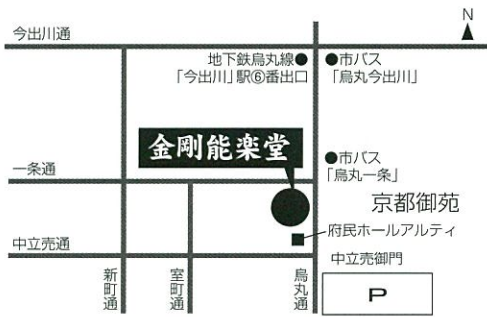 N
今出川通
地下鉄烏丸線●
「今出川」駅⑥番出口
●市バス
「烏丸今出川」
金剛能楽堂
●市バス
「烏丸一条」
一条通
京都御苑
府民ホールアルティ
中立売通
中立売御門
新町通
室町通
烏丸通
P